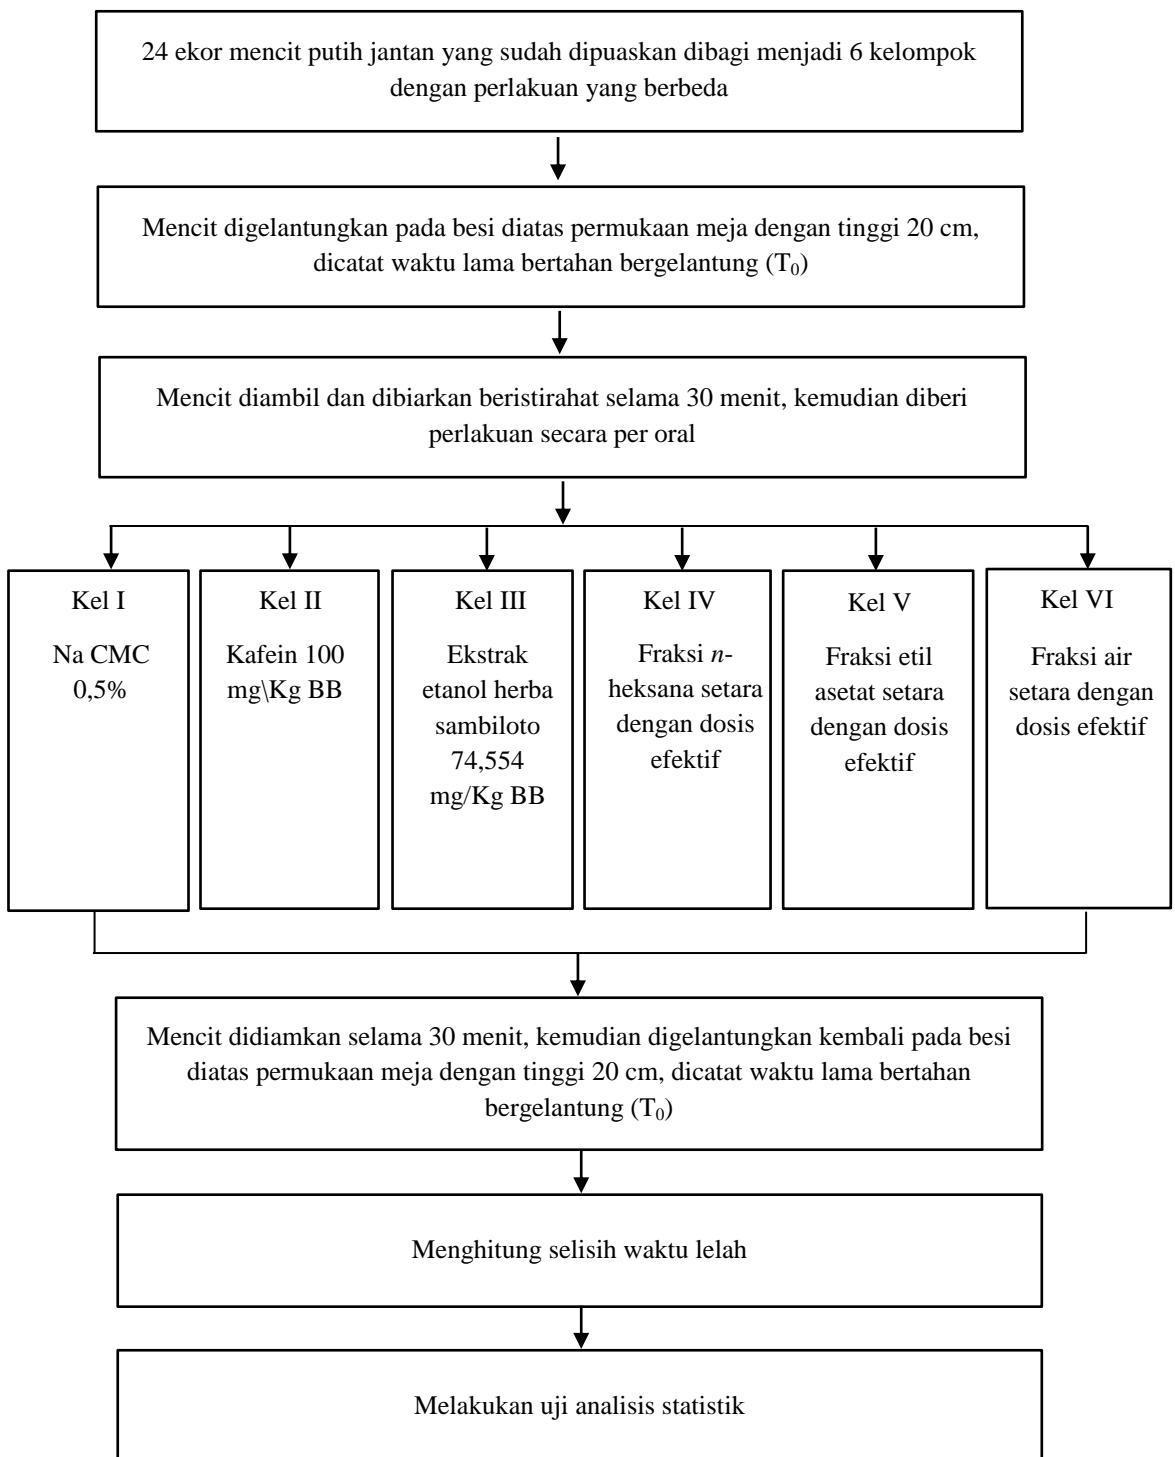 24 ekor mencit putih jantan yang sudah dipuaskan dibagi menjadi 6 kelompok
dengan perlakuan yang berbeda
Mencit digelantungkan pada besi diatas permukaan meja dengan tinggi 20 cm,
dicatat waktu lama bertahan bergelantung (T₀)
Mencit diambil dan dibiarkan beristirahat selama 30 menit, kemudian diberi
perlakuan secara per oral
Kel I
Na CMC
0,5%
Kel II
Kafein 100
mg\Kg BB
Kel III
Ekstrak
etanol herba
sambiloto
74,554
mg/Kg BB
Kel IV
Fraksi n-
heksana setara
dengan dosis
efektif
Kel V
Fraksi etil
asetat setara
dengan dosis
efektif
Kel VI
Fraksi air
setara dengan
dosis efektif
Mencit didiamkan selama 30 menit, kemudian digelantungkan kembali pada besi
diatas permukaan meja dengan tinggi 20 cm, dicatat waktu lama bertahan
bergelantung (T₀)
Menghitung selisih waktu lelah
Melakukan uji analisis statistik